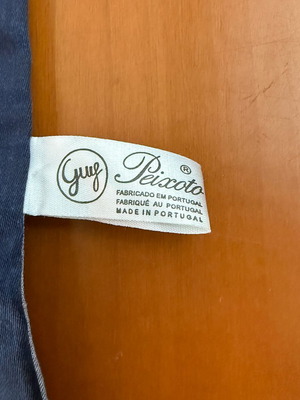 Guy
Peixoto ®
FABRICADO EM PORTUGAL
FABRIQUÉ AU PORTUGAL
MADE IN PORTUGAL